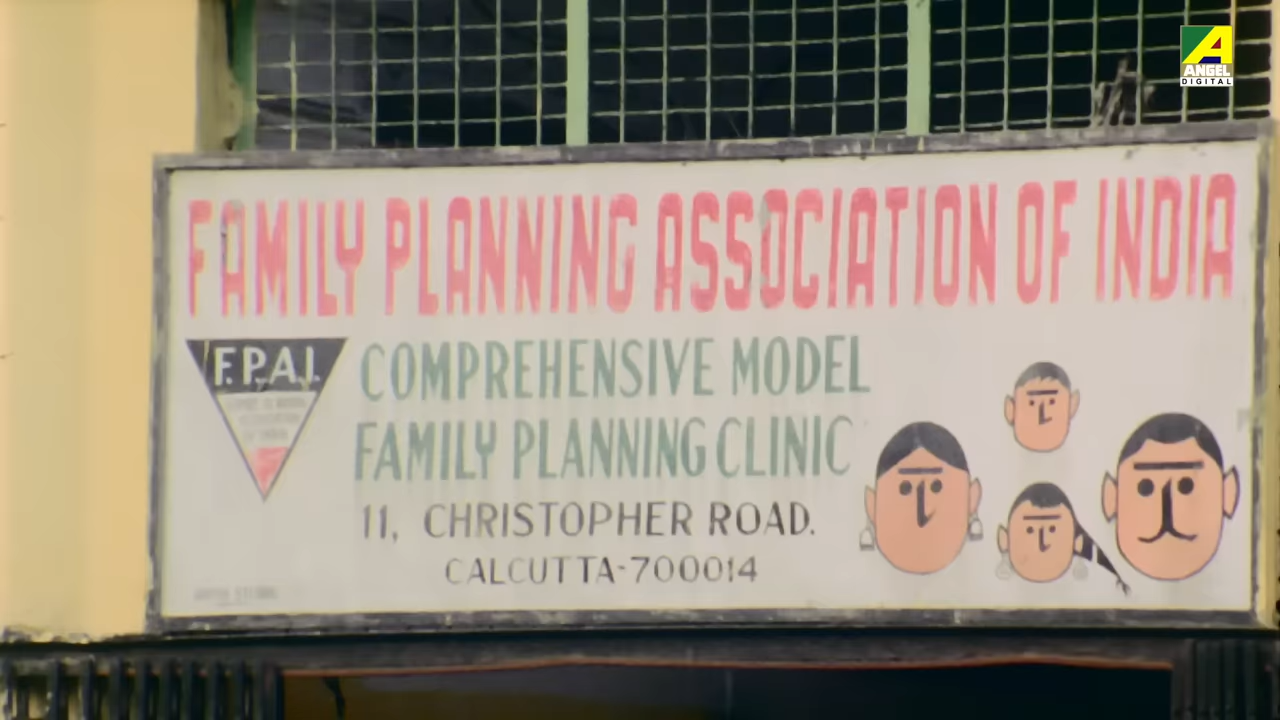 ANGEL
DIGITAL
FAMILY PLANNING ASSOCIATION OF INDIA
F.P.A.I.
COMPREHENSIVE MODEL
FAMILY PLANNING CLINIC
11, CHRISTOPHER ROAD.
CALCUTTA-700014